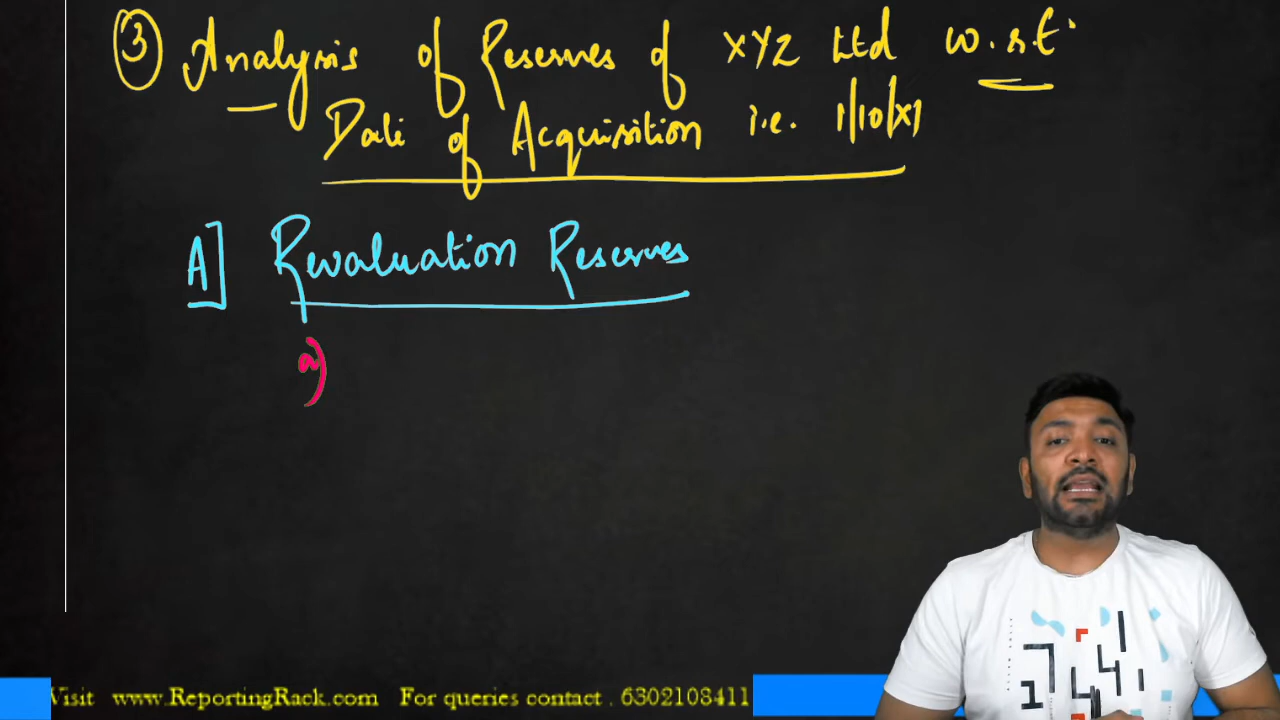 ③ Analysis of Reserves of XYZ Ltd w.r.t.
Date of Acquisition i.e. 1/10/X1
A] Revaluation Reserves
a)
Visit www.ReportingRack.com For queries contact . 6302108411